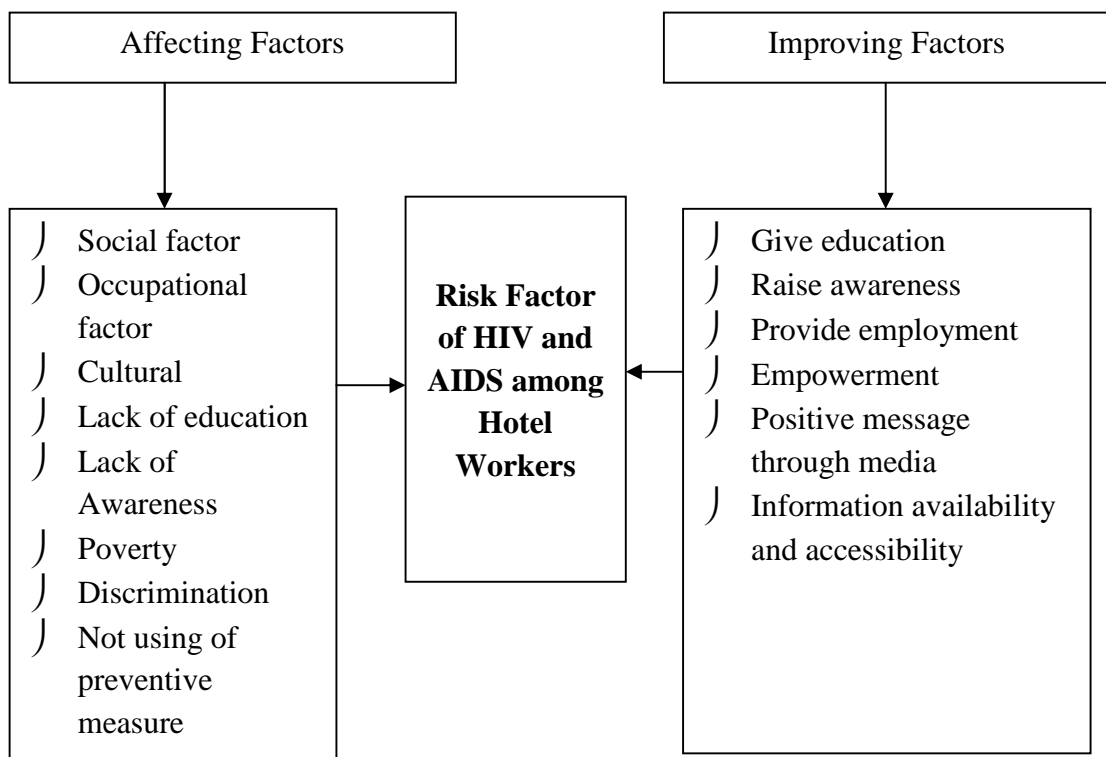 Affecting Factors
Improving Factors
⌡ Social factor
⌡ Occupational
factor
⌡ Cultural
⌡ Lack of education
⌡ Lack of
Awareness
⌡ Poverty
⌡ Discrimination
⌡ Not using of
preventive
measure
Risk Factor
of HIV and
AIDS among
Hotel
Workers
⌡ Give education
⌡ Raise awareness
⌡ Provide employment
⌡ Empowerment
⌡ Positive message
through media
⌡ Information availability
and accessibility